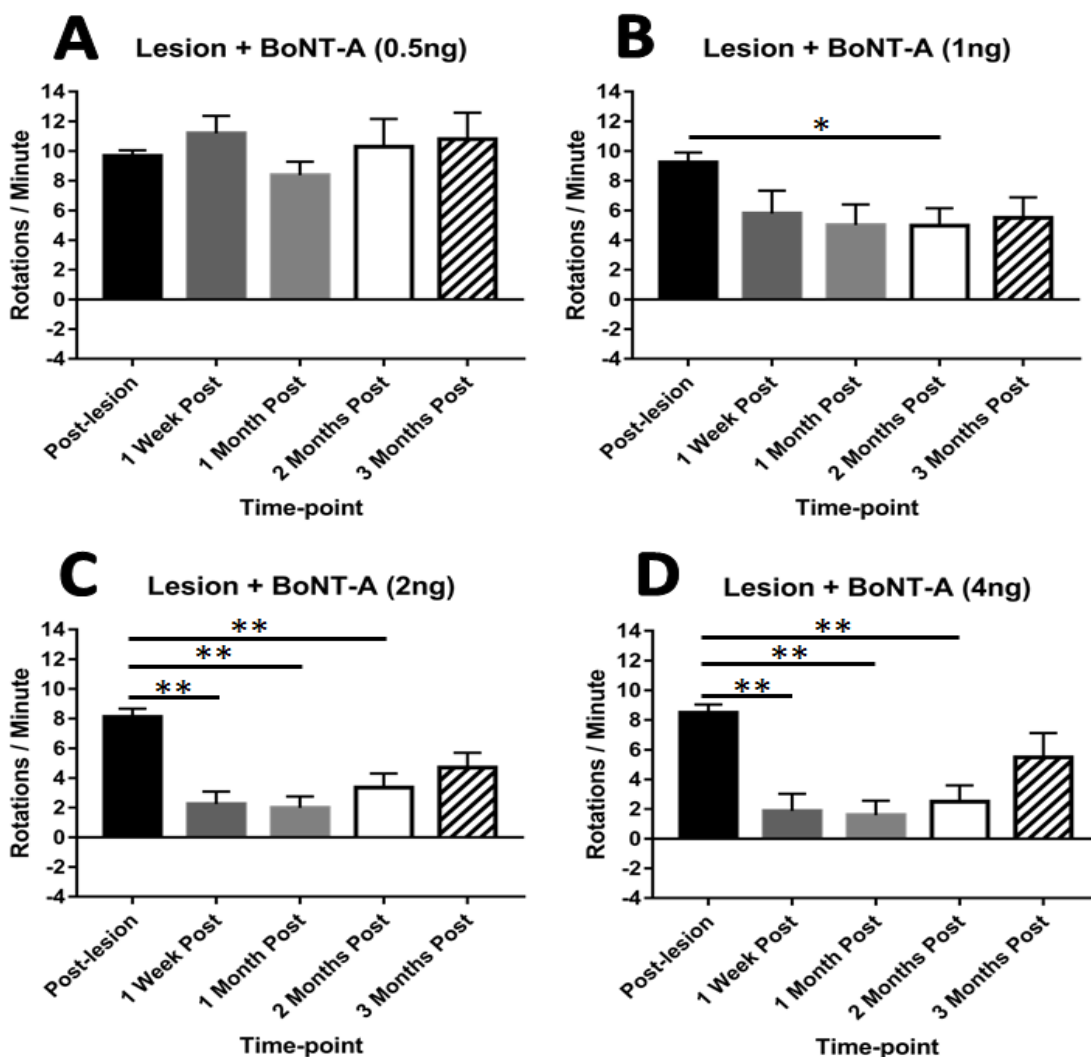 A
Lesion + BoNT-A (0.5ng)
Rotations / Minute
14
12
10
8
6
4
2
0
-2
-4
Post-lesion
1 Week Post
1 Month Post
2 Months Post
3 Months Post
Time-point
B
Lesion + BoNT-A (1ng)
*
Rotations / Minute
14
12
10
8
6
4
2
0
-2
-4
Post-lesion
1 Week Post
1 Month Post
2 Months Post
3 Months Post
Time-point
C
Lesion + BoNT-A (2ng)
**
**
**
Rotations / Minute
14
12
10
8
6
4
2
0
-2
-4
Post-lesion
1 Week Post
1 Month Post
2 Months Post
3 Months Post
Time-point
D
Lesion + BoNT-A (4ng)
**
**
**
Rotations / Minute
14
12
10
8
6
4
2
0
-2
-4
Post-lesion
1 Week Post
1 Month Post
2 Months Post
3 Months Post
Time-point